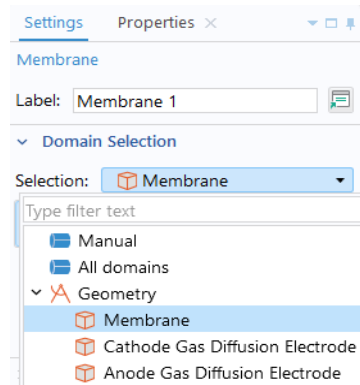 Settings Properties
Membrane
Label: Membrane 1
Domain Selection
Selection: Membrane
Type filter text
Manual
All domains
Geometry
Membrane
Cathode Gas Diffusion Electrode
Anode Gas Diffusion Electrode